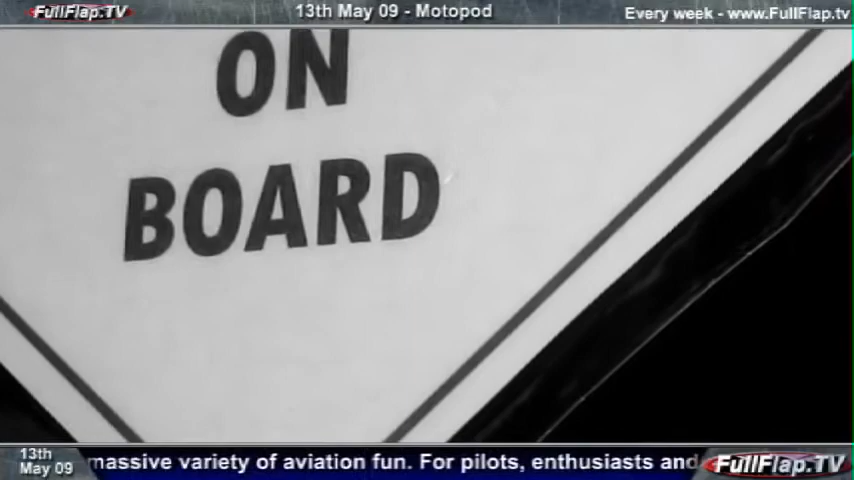 FullFlap.TV
13th May 09 - Motopod
Every week - www.FullFlap.tv
ON
BOARD
13th
May 09
massive variety of aviation fun. For pilots, enthusiasts and
FullFlap.TV